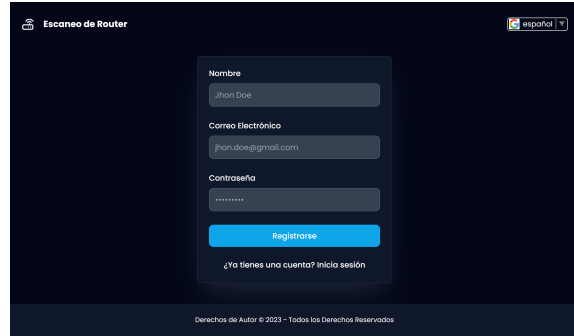 Escaneo de Router
español
Nombre
Jhon Doe
Correo Electrónico
jhon.doe@gmail.com
Contraseña
•••••••••
Registrarse
¿Ya tienes una cuenta? Inicia sesión
Derechos de Autor © 2023 - Todos los Derechos Reservados